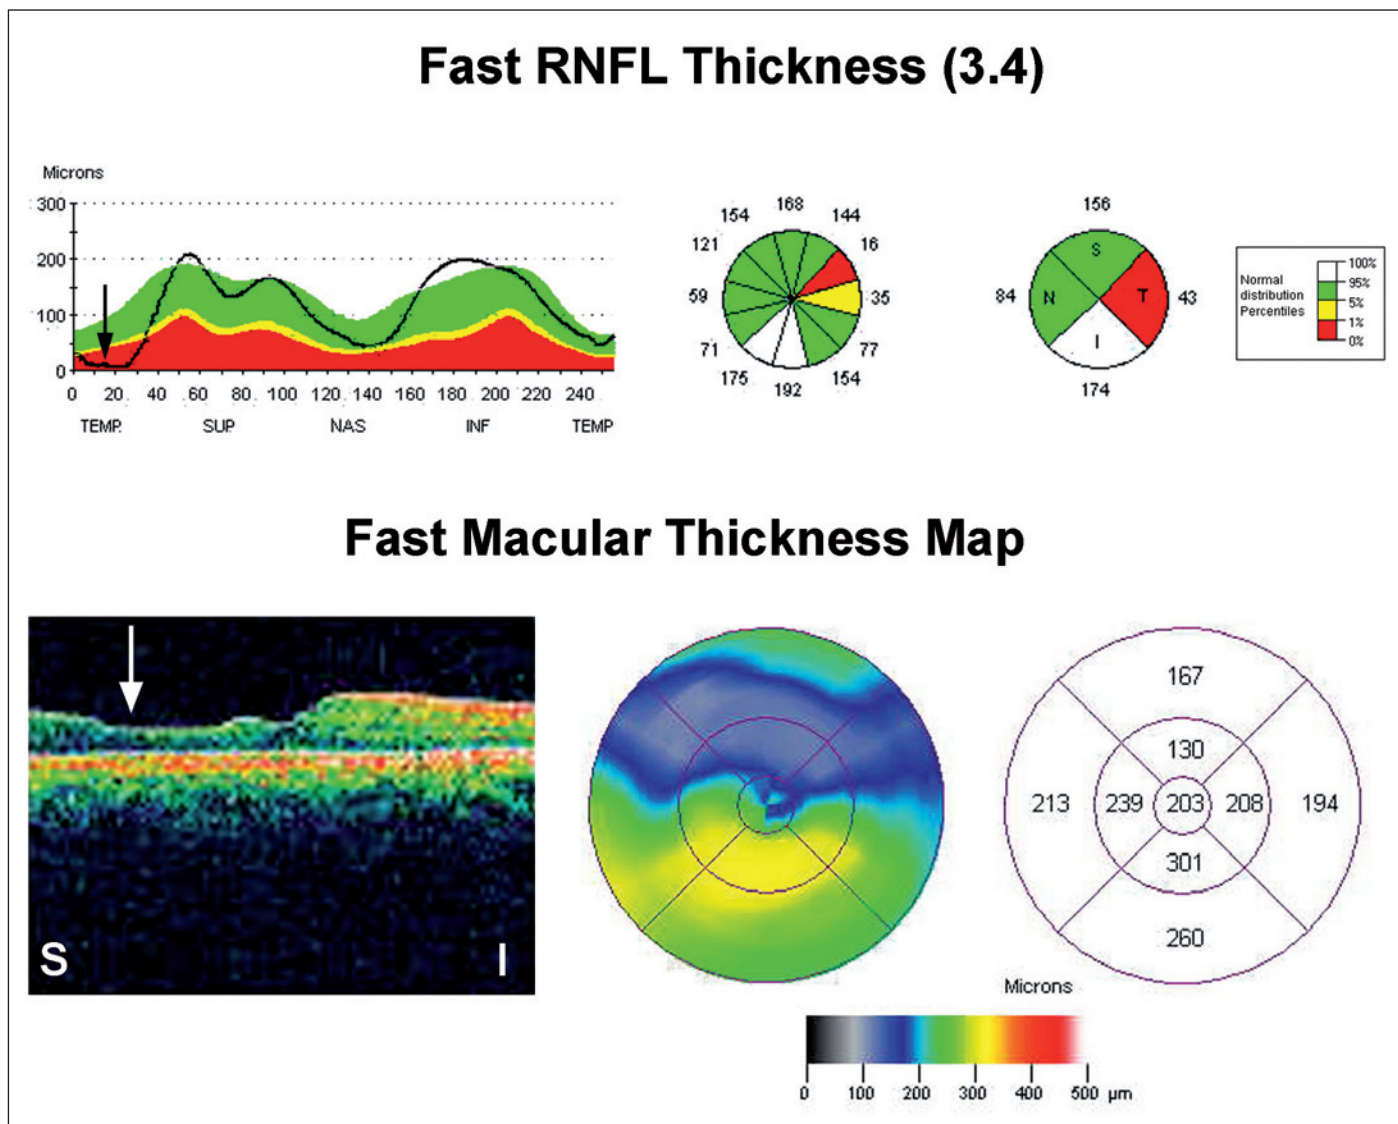 Fast RNFL Thickness (3.4)
Microns
300
200
100
0
0 20 40 60 80 100 120 140 160 180 200 220 240
TEMP. SUP NAS INF TEMP
168
154 144
121 16
59 35
71 77
175 154
192
156
S
84 N T 43
I
174
Normal
distribution
Percentiles
100%
95%
5%
1%
0%
Fast Macular Thickness Map
S I
167
130
213 239 203 208 194
301
260
Microns
0 100 200 300 400 500 µm